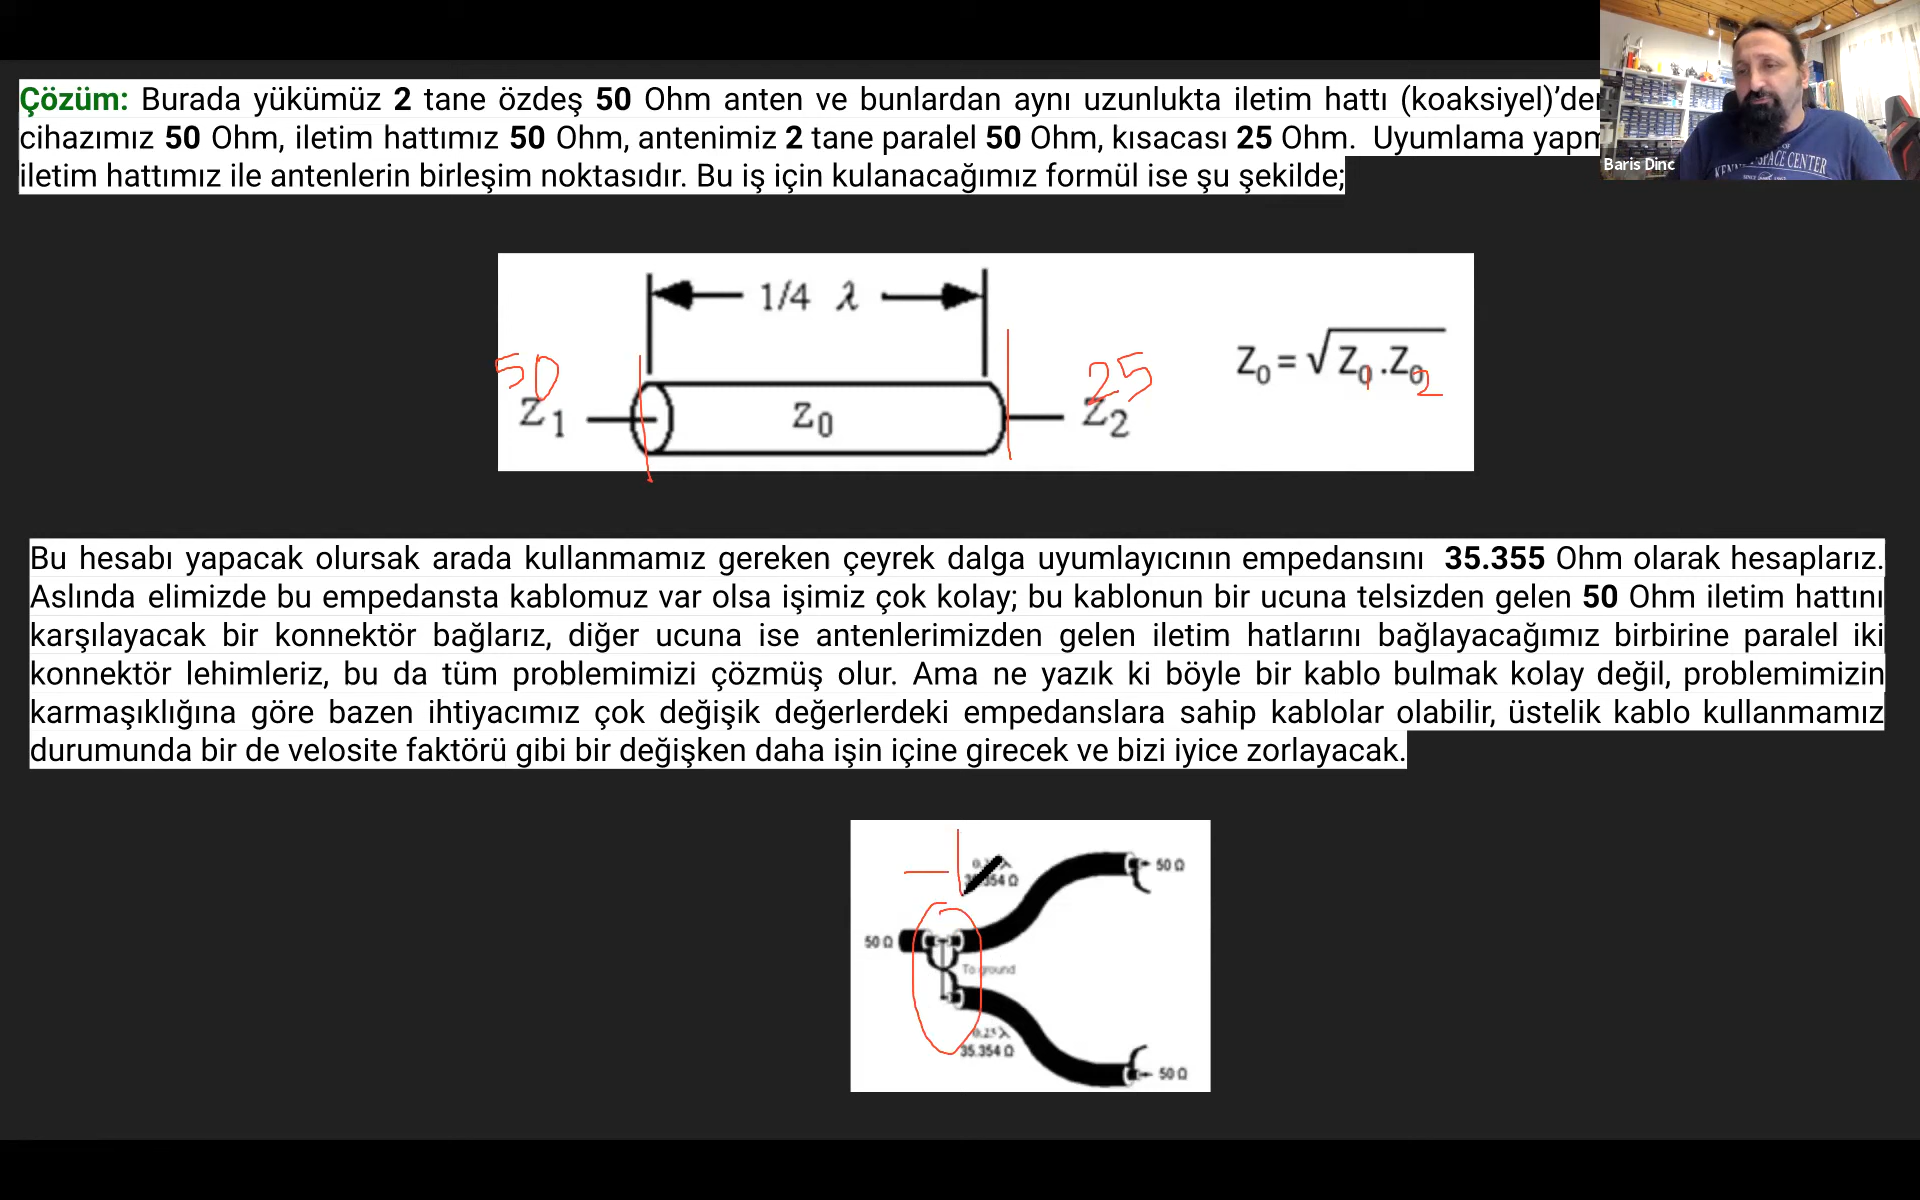 Çözüm: Burada yükümüz 2 tane özdeş 50 Ohm anten ve bunlardan aynı uzunlukta iletim hattı (koaksiyel)’der
cihazımız 50 Ohm, iletim hattımız 50 Ohm, antenimiz 2 tane paralel 50 Ohm, kısacası 25 Ohm. Uyumlama yapm
iletim hattımız ile antenlerin birleşim noktasıdır. Bu iş için kulanacağımız formül ise şu şekilde;
Baris Dinc
SPACE CENTER
1/4 λ
50
25
Z1
Z0
Z2
Z0 = √Z0 .Z0
1 2
Bu hesabı yapacak olursak arada kullanmamız gereken çeyrek dalga uyumlayıcının empedansını 35.355 Ohm olarak hesaplarız.
Aslında elimizde bu empedansta kablomuz var olsa işimiz çok kolay; bu kablonun bir ucuna telsizden gelen 50 Ohm iletim hattını
karşılayacak bir konnektör bağlarız, diğer ucuna ise antenlerimizden gelen iletim hatlarını bağlayacağımız birbirine paralel iki
konnektör lehimleriz, bu da tüm problemimizi çözmüş olur. Ama ne yazık ki böyle bir kablo bulmak kolay değil, problemimizin
karmaşıklığına göre bazen ihtiyacımız çok değişik değerlerdeki empedanslara sahip kablolar olabilir, üstelik kablo kullanmamız
durumunda bir de velosite faktörü gibi bir değişken daha işin içine girecek ve bizi iyice zorlayacak.
50 Ω
50 Ω
To ground
0.25 λ
35.354 Ω
50 Ω